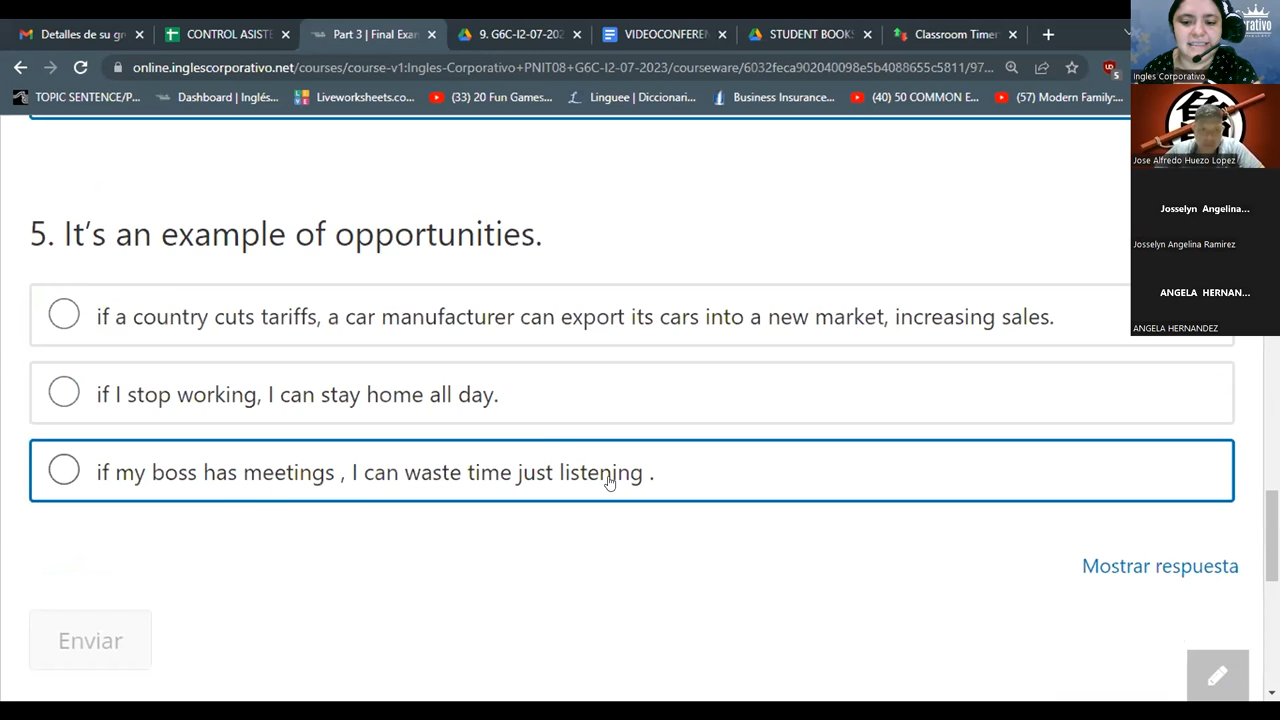 Detalles de su gn
CONTROL ASISTE
Part 3 | Final Exan
9. G6C-I2-07-202
VIDEOCONFEREN
STUDENT BOOKS
Classroom Timer
online.inglescorporativo.net/courses/course-v1:Ingles-Corporativo+PNIT08+G6C-I2-07-2023/courseware/6032feca902040098e5b4088655c5811/97...
TOPIC SENTENCE/P...
Dashboard | Inglés...
Liveworksheets.co...
(33) 20 Fun Games...
Linguee | Diccionari...
Business Insurance...
(40) 50 COMMON E...
(57) Modern Family:...
5. It's an example of opportunities.
if a country cuts tariffs, a car manufacturer can export its cars into a new market, increasing sales.
if I stop working, I can stay home all day.
if my boss has meetings , I can waste time just listening .
Mostrar respuesta
Enviar
Ingles Corporativo
Jose Alfredo Huezo Lopez
Josselyn Angelina...
Josselyn Angelina Ramirez
ANGELA HERNAN...
ANGELA HERNANDEZ